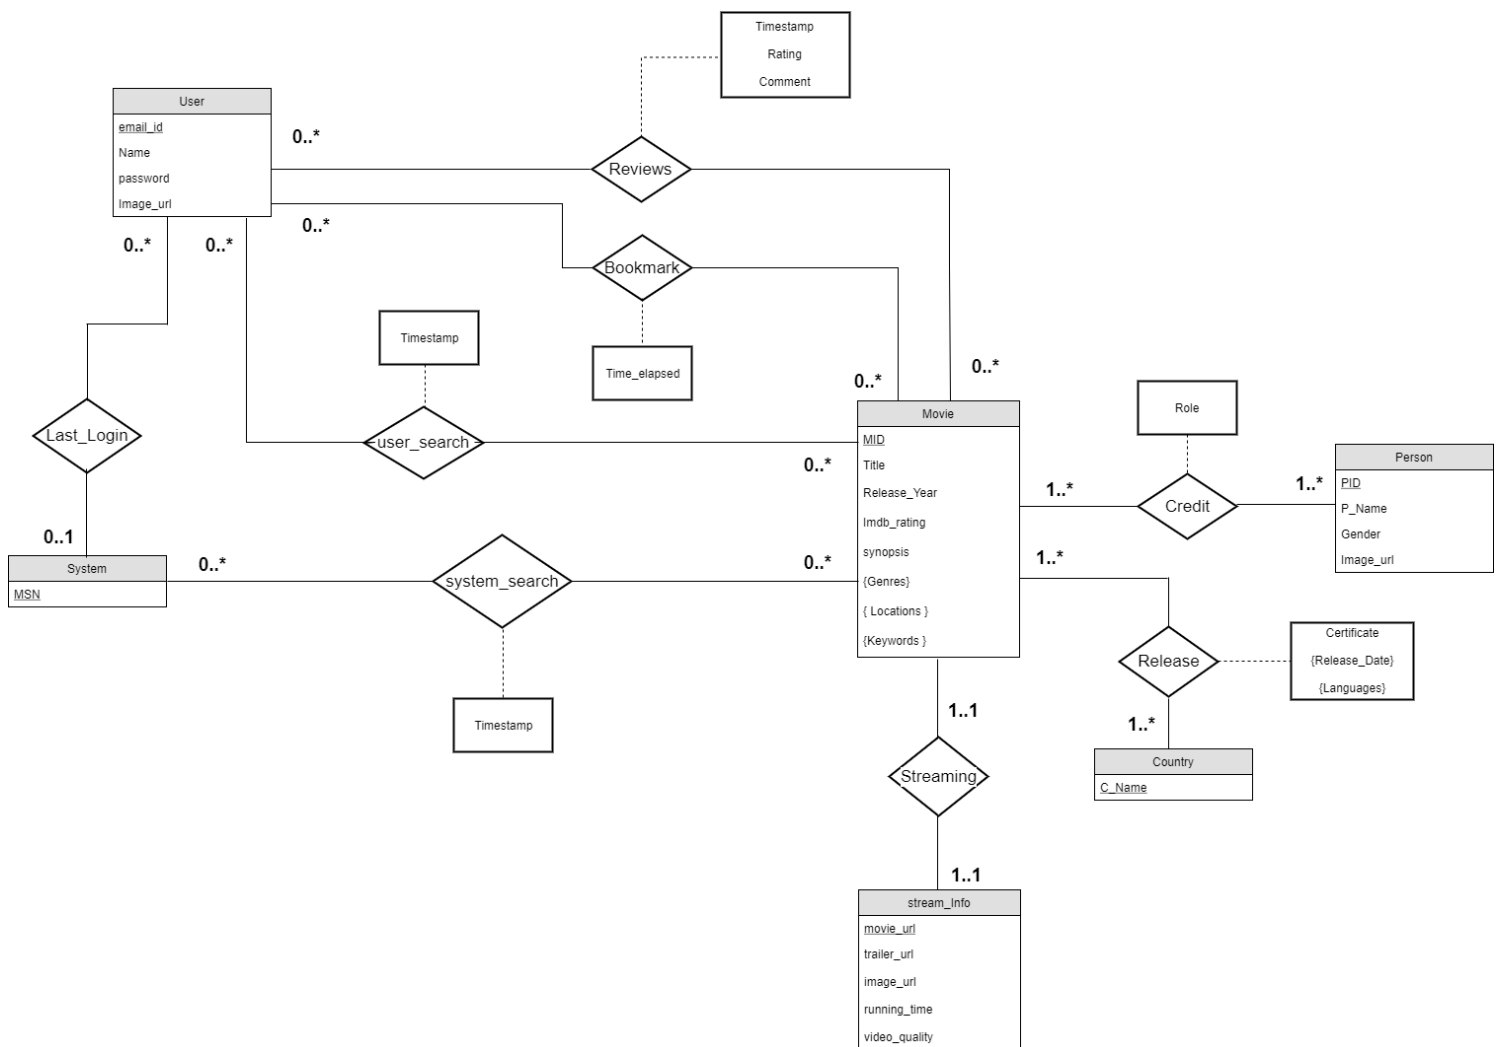 Timestamp
Rating
Comment
User
email_id
Name
password
Image_url
0..*
Reviews
0..*
0..*
0..*
Bookmark
Timestamp
Time_elapsed
0..*
0..*
Last_Login
user_search
0..*
Movie
MID
Title
Release_Year
Imdb_rating
synopsis
{Genres}
{ Locations }
{Keywords }
Role
1..*
Credit
1..*
Person
PID
P_Name
Gender
Image_url
0..1
System
MSN
0..*
system_search
0..*
Timestamp
1..*
Release
Certificate
{Release_Date}
{Languages}
1..*
Country
C_Name
1..1
Streaming
1..1
stream_Info
movie_url
trailer_url
image_url
running_time
video_quality